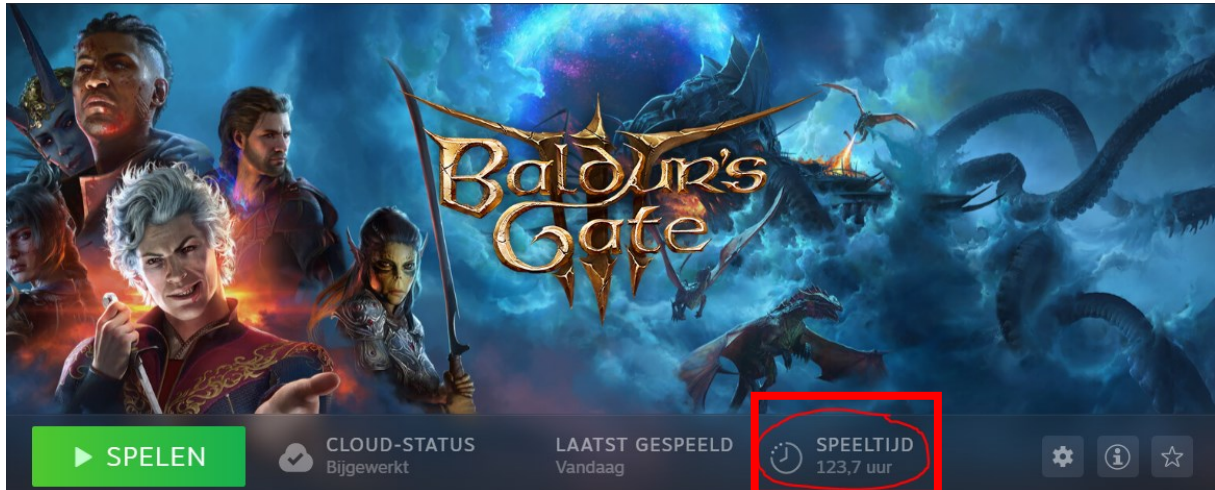 Baldur's
Gate
III
SPELEN
CLOUD-STATUS
Bijgewerkt
LAATST GESPEELD
Vandaag
SPEELTIJD
123,7 uur